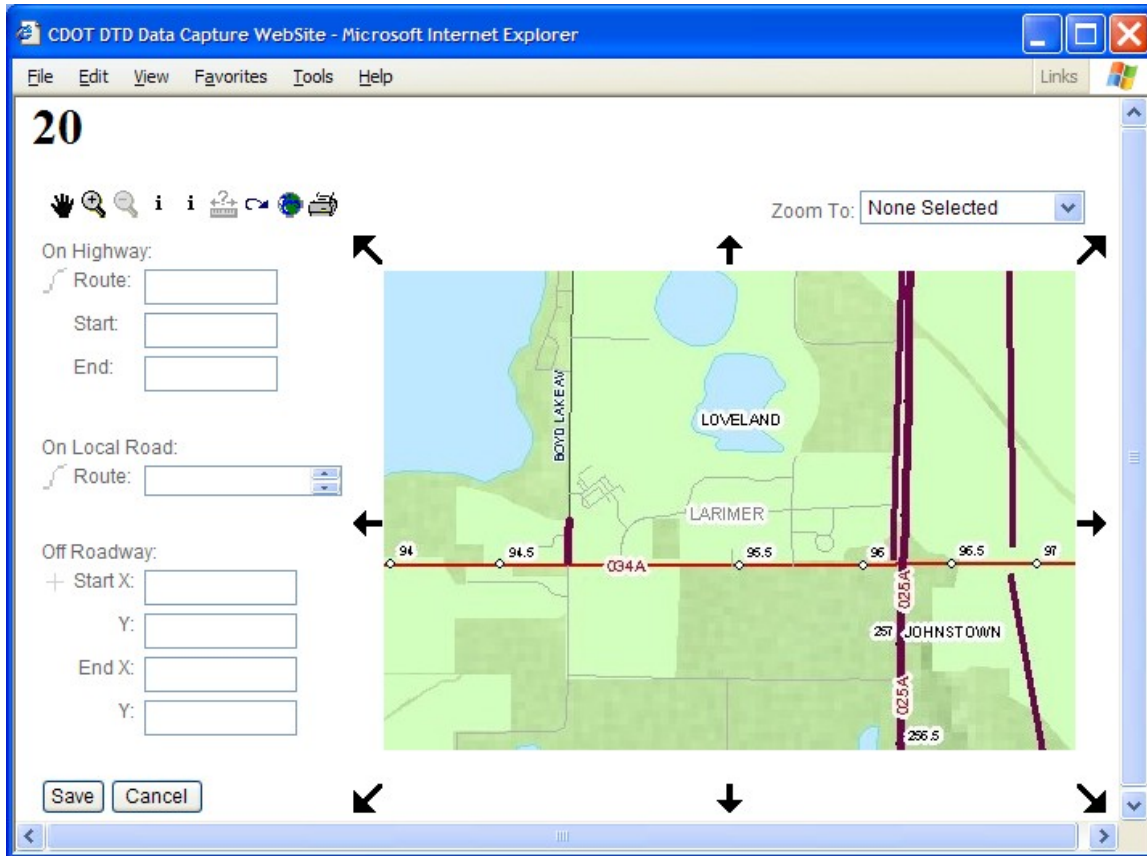 CDOT DTD Data Capture WebSite - Microsoft Internet Explorer
File Edit View Favorites Tools Help Links
20
i i
Zoom To: None Selected
On Highway:
Route:
Start:
End:
On Local Road:
Route:
Off Roadway:
Start X:
Y:
End X:
Y:
Save Cancel
BOYD LAKE AV
LOVELAND
LARIMER
94 94.5 95.5 96 96.5 97
034A
025A
257 JOHNSTOWN
025A
256.5